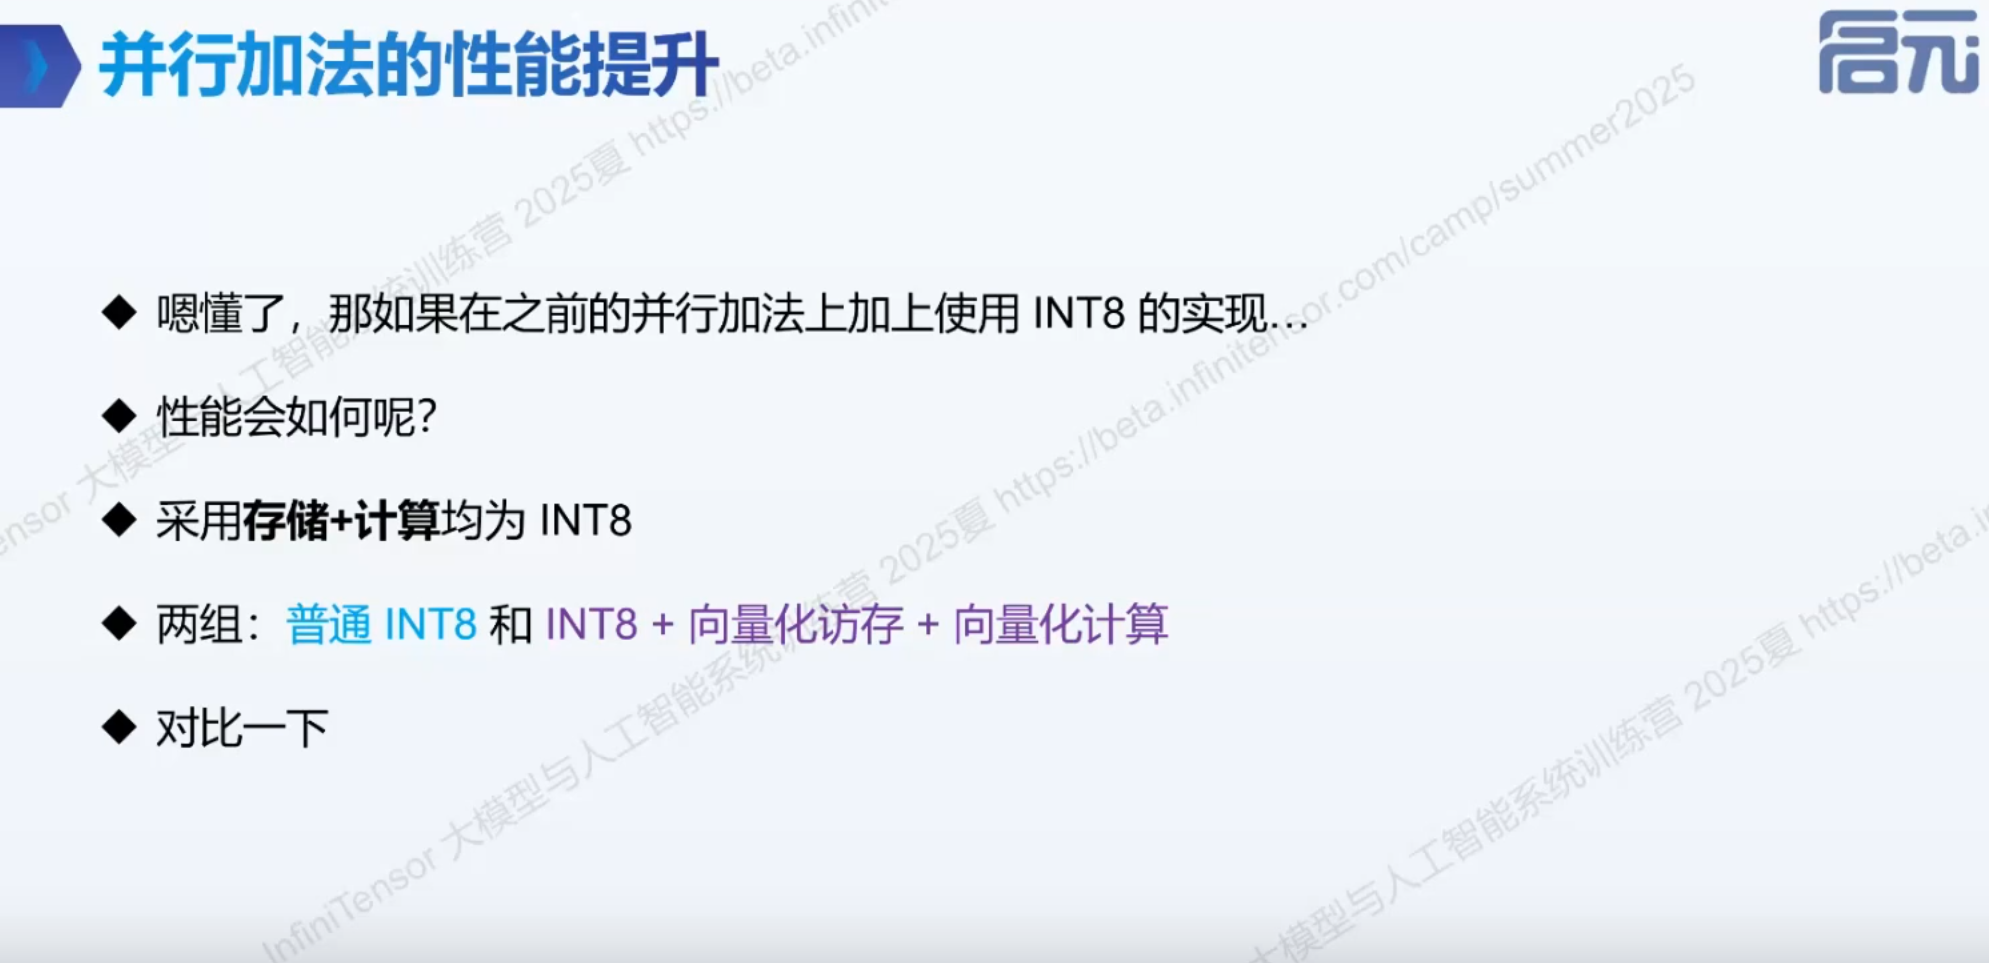 并行加法的性能提升
启元
嗯懂了，那如果在之前的并行加法上加上使用 INT8 的实现…
性能会如何呢？
采用存储+计算均为 INT8
两组：普通 INT8 和 INT8 + 向量化访存 + 向量化计算
对比一下
InfiniTensor 大模型与人工智能系统训练营 2025夏 https://beta.infinitensor.com/camp/summer2025
ensor 大模型与人工智能系统训练营 2025夏 https://beta.infinit
大模型与人工智能系统训练营 2025夏 https://beta.i